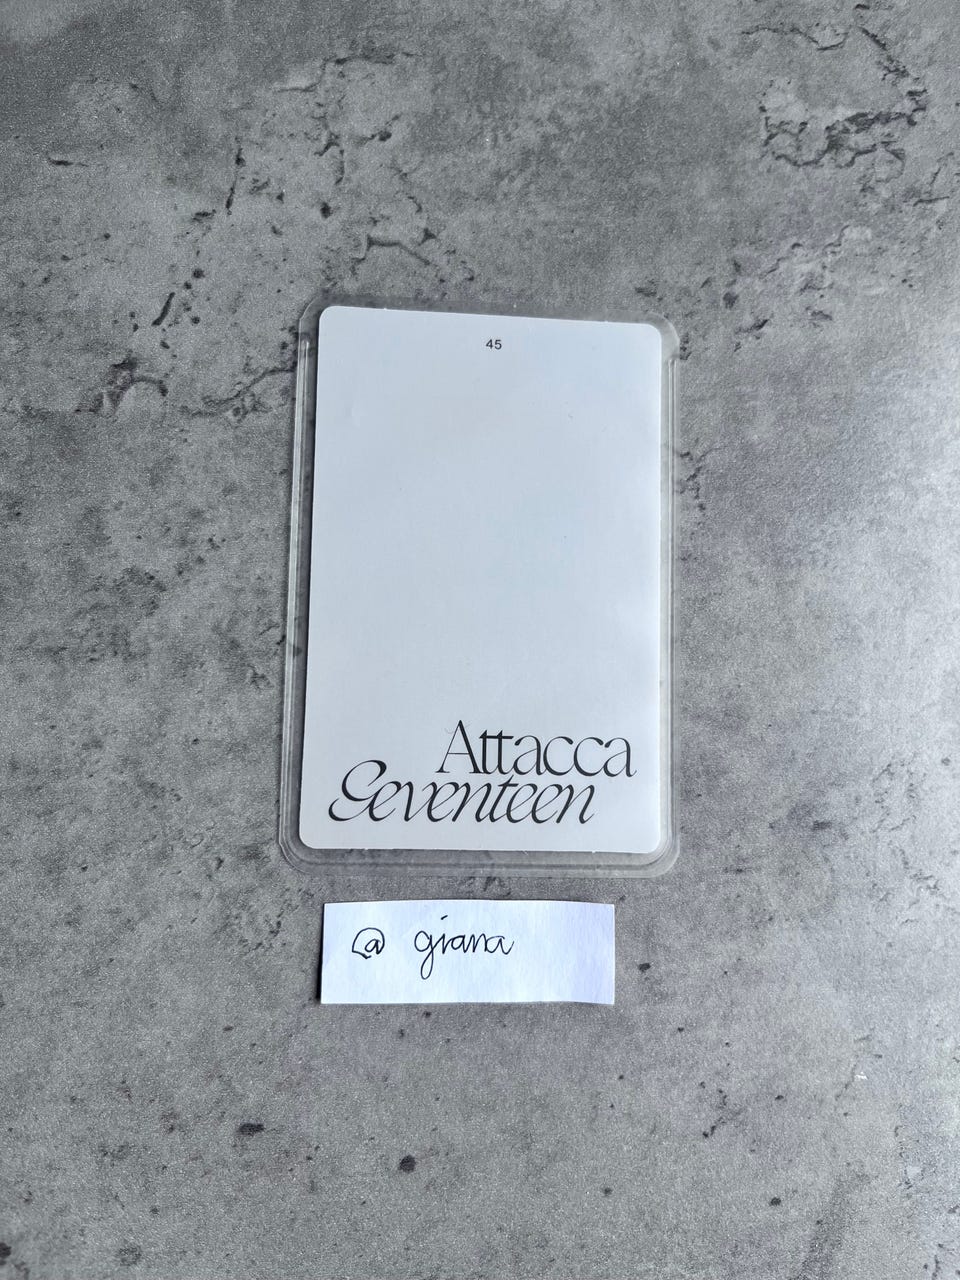 45
Attacca
Seventeen
@ giana